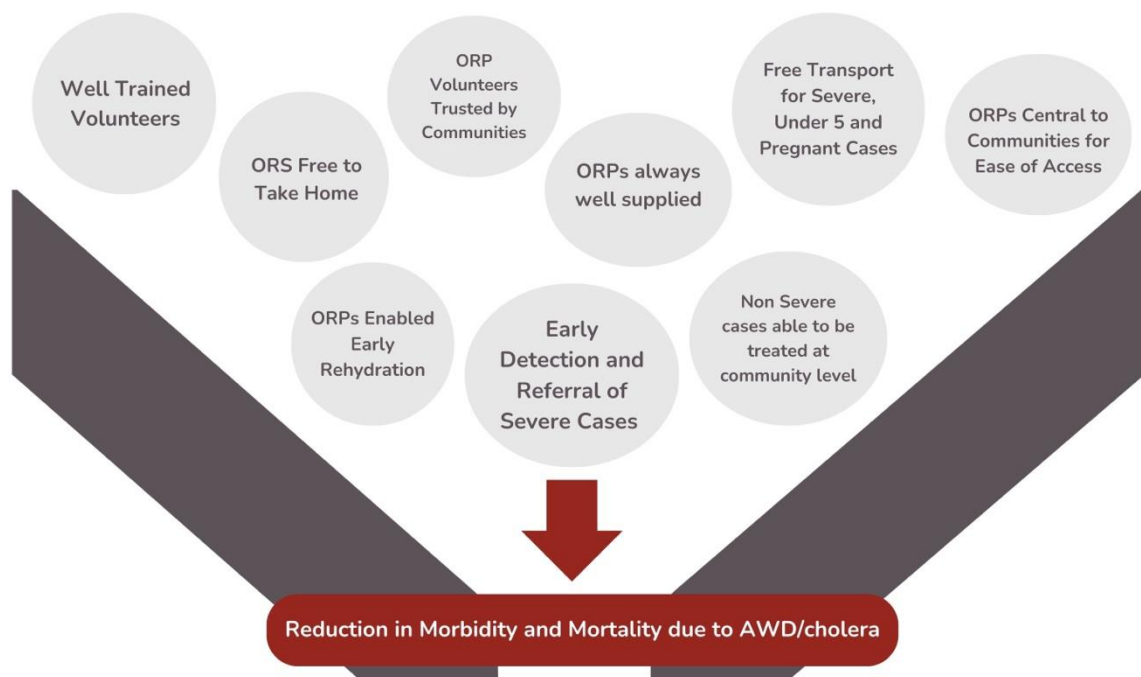 Well Trained
Volunteers
ORS Free to
Take Home
ORP
Volunteers
Trusted by
Communities
ORPs always
well supplied
Free Transport
for Severe,
Under 5 and
Pregnant Cases
ORPs Central to
Communities for
Ease of Access
ORPs Enabled
Early
Rehydration
Early
Detection and
Referral of
Severe Cases
Non Severe
cases able to be
treated at
community level
Reduction in Morbidity and Mortality due to AWD/cholera